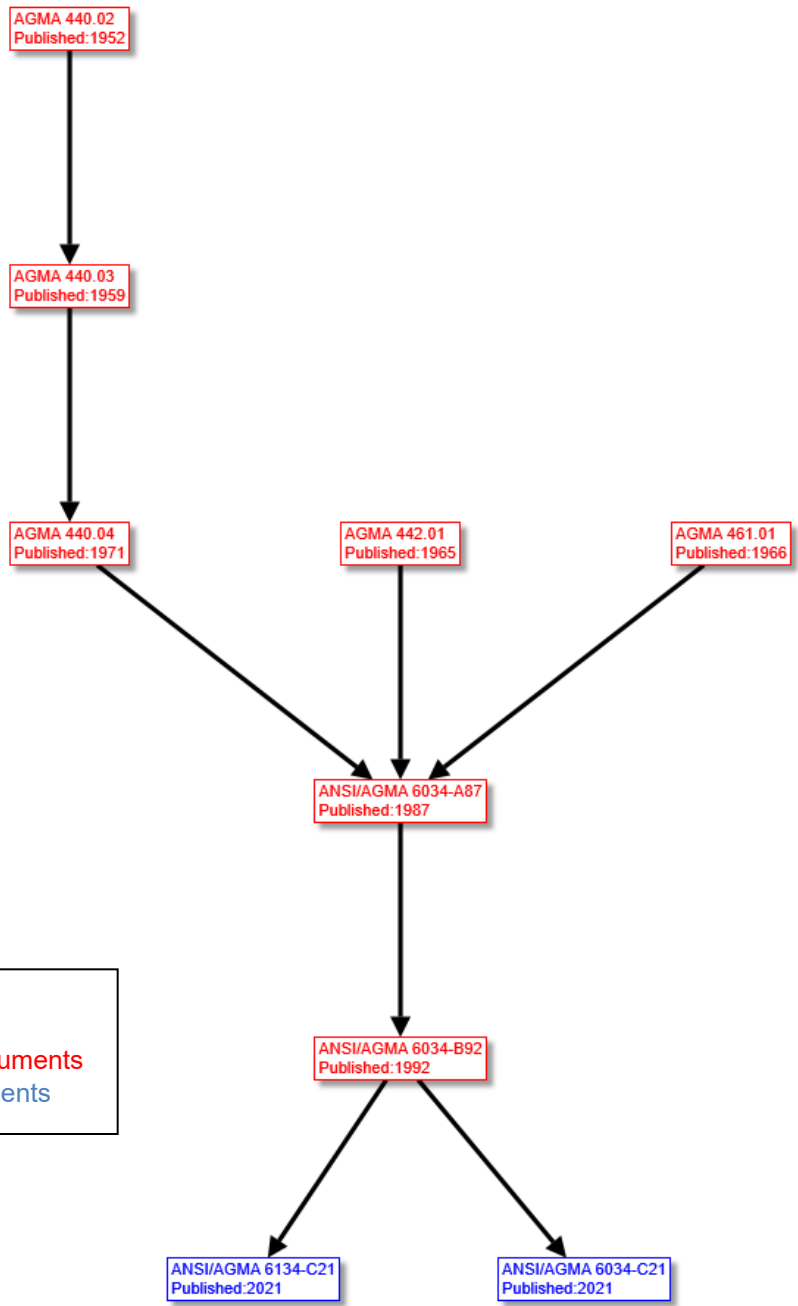 AGMA 440.02
Published:1952
AGMA 440.03
Published:1959
AGMA 440.04
Published:1971
AGMA 442.01
Published:1965
AGMA 461.01
Published:1966
ANSI/AGMA 6034-A87
Published:1987
ANSI/AGMA 6034-B92
Published:1992
ANSI/AGMA 6134-C21
Published:2021
ANSI/AGMA 6034-C21
Published:2021